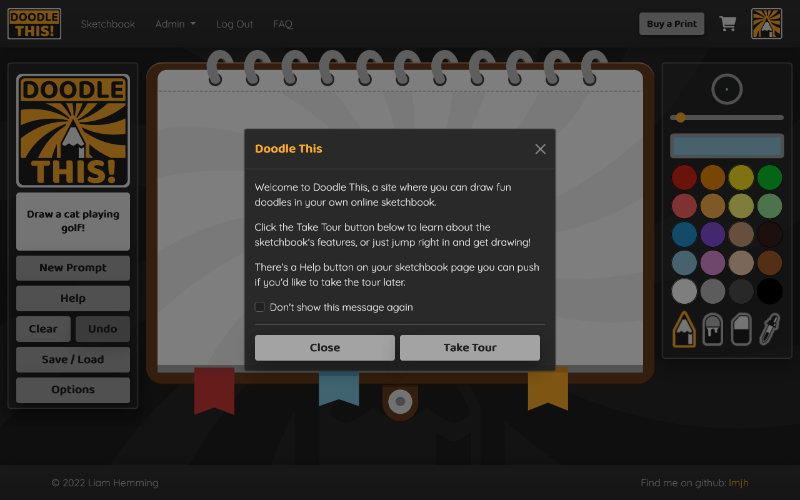 DOODLE
THIS!
Sketchbook
Admin
Log Out
FAQ
Buy a Print
DOODLE
THIS!
Draw a cat playing
golf!
New Prompt
Help
Clear
Undo
Save / Load
Options
Doodle This
Welcome to Doodle This, a site where you can draw fun
doodles in your own online sketchbook.
Click the Take Tour button below to learn about the
sketchbook's features, or just jump right in and get drawing!
There's a Help button on your sketchbook page you can push
if you'd like to take the tour later.
Don't show this message again
Close
Take Tour
© 2022 Liam Hemming
Find me on github: lmjh